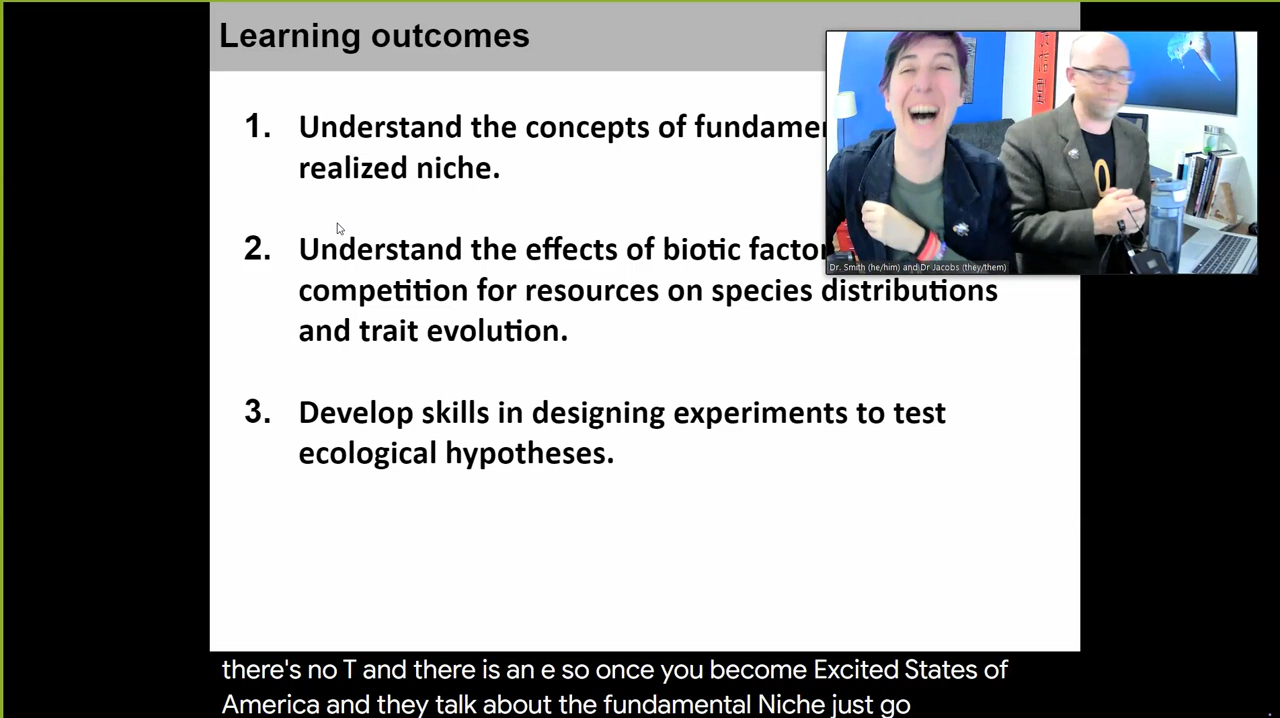 Learning outcomes
1. Understand the concepts of fundamen
realized niche.
2. Understand the effects of biotic factor
competition for resources on species distributions
and trait evolution.
3. Develop skills in designing experiments to test
ecological hypotheses.
Dr. Smith (he/him) and Dr Jacobs (they/them)
there's no T and there is an e so once you become Excited States of
America and they talk about the fundamental Niche just go